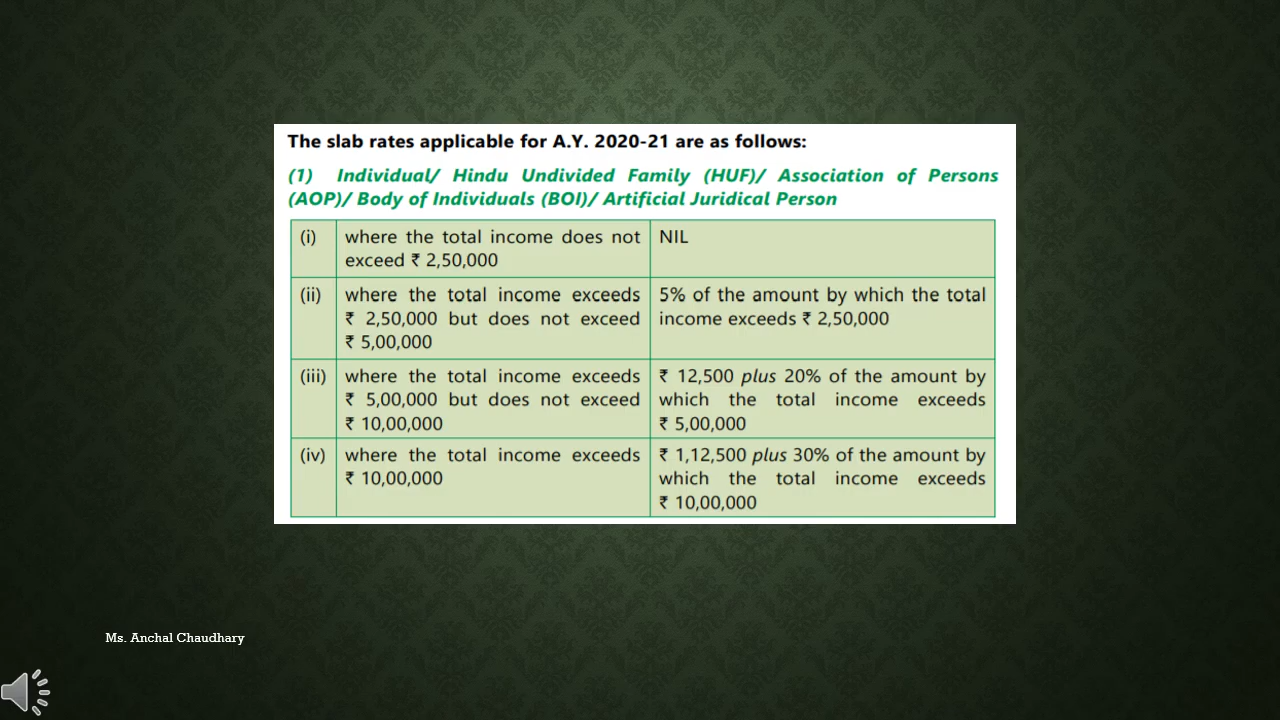 The slab rates applicable for A.Y. 2020-21 are as follows:
(1) Individual/ Hindu Undivided Family (HUF)/ Association of Persons
(AOP)/ Body of Individuals (BOI)/ Artificial Juridical Person
(i) where the total income does not NIL
exceed ₹ 2,50,000
(ii) where the total income exceeds 5% of the amount by which the total
₹ 2,50,000 but does not exceed income exceeds ₹ 2,50,000
₹ 5,00,000
(iii) where the total income exceeds ₹ 12,500 plus 20% of the amount by
₹ 5,00,000 but does not exceed which the total income exceeds
₹ 10,00,000 ₹ 5,00,000
(iv) where the total income exceeds ₹ 1,12,500 plus 30% of the amount by
₹ 10,00,000 which the total income exceeds
₹ 10,00,000
Ms. Anchal Chaudhary